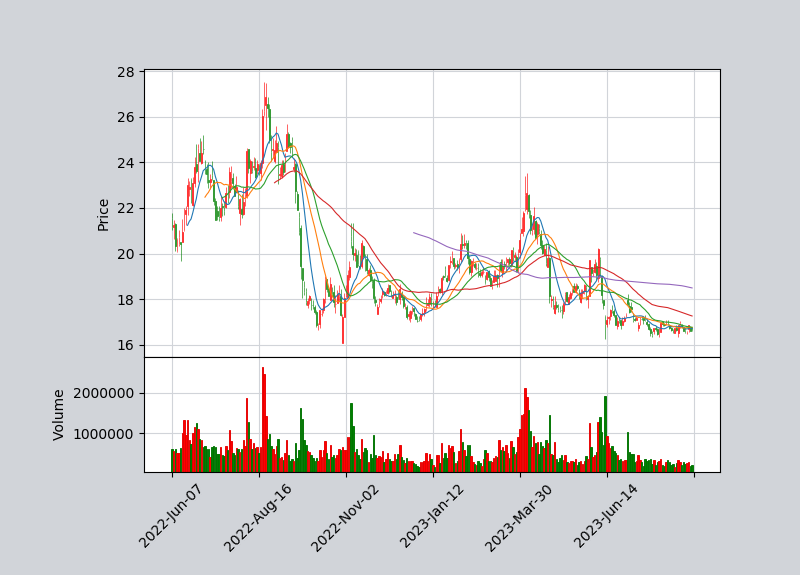 28
26
24
22
20
18
16
Price
2000000
1000000
Volume
2022-Jun-07
2022-Aug-16
2022-Nov-02
2023-Jan-12
2023-Mar-30
2023-Jun-14